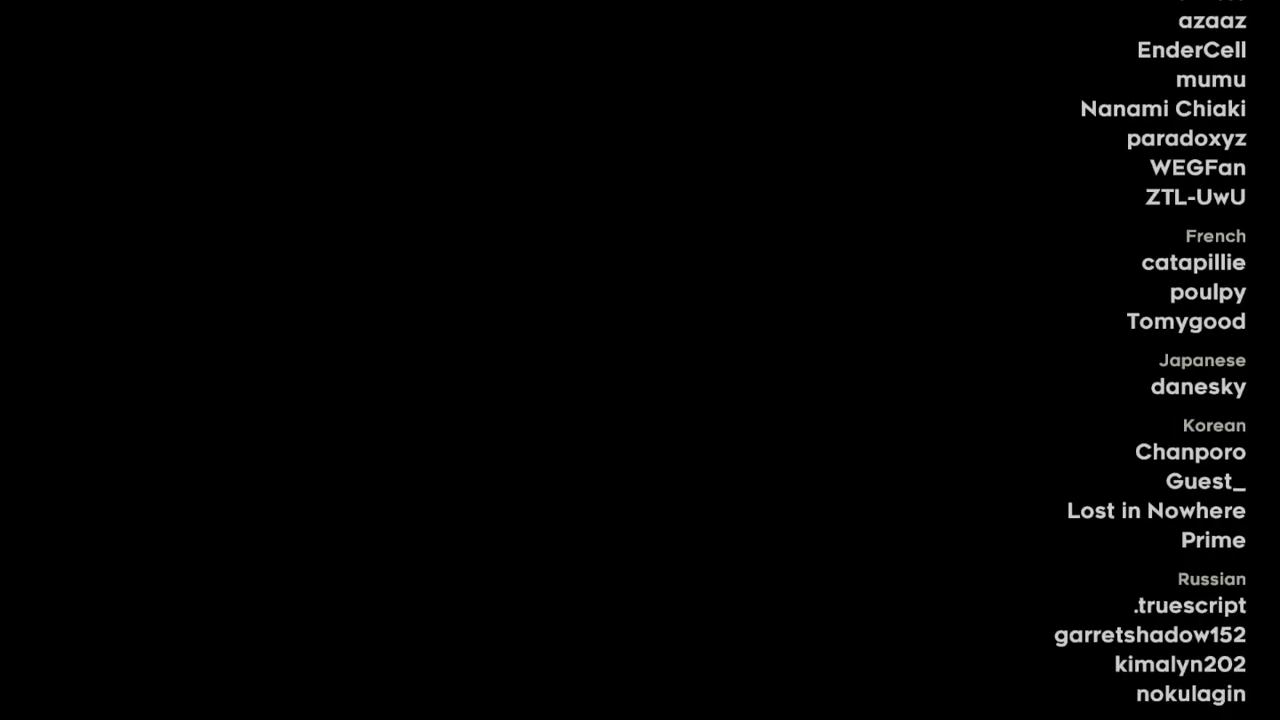 azaaz
EnderCell
mumu
Nanami Chiaki
paradoxyz
WEGFan
ZTL-UwU
French
catapillie
poulpy
Tomygood
Japanese
danesky
Korean
Chanporo
Guest_
Lost in Nowhere
Prime
Russian
.truescript
garretshadow152
kimalyn202
nokulagin